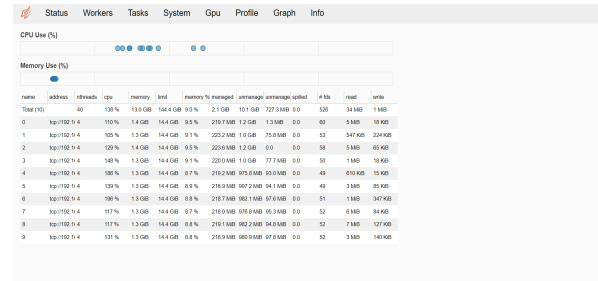 Status Workers Tasks System Gpu Profile Graph Info
CPU Use (%)
Memory Use (%)
name address nthreads cpu memory limit memory % managed unmanage unmanage spilled # fds read write
Total (10) 40 138 % 13.0 GiB 144.4 GiB 9.0 % 2.1 GiB 10.1 GiB 727.3 MiB 0.0 526 34 MiB 1 MiB
0 tcp://192.1 4 110 % 1.4 GiB 14.4 GiB 9.5 % 219.7 MiB 1.2 GiB 1.3 MiB 0.0 60 5 MiB 18 KiB
1 tcp://192.1 4 105 % 1.3 GiB 14.4 GiB 9.1 % 223.2 MiB 1.0 GiB 75.8 MiB 0.0 53 547 KiB 224 KiB
2 tcp://192.1 4 129 % 1.4 GiB 14.4 GiB 9.5 % 223.6 MiB 1.2 GiB 0.0 0.0 58 5 MiB 65 KiB
3 tcp://192.1 4 148 % 1.3 GiB 14.4 GiB 9.1 % 220.0 MiB 1.0 GiB 77.7 MiB 0.0 50 1 MiB 18 KiB
4 tcp://192.1 4 186 % 1.3 GiB 14.4 GiB 8.7 % 219.2 MiB 975.6 MiB 93.0 MiB 0.0 49 610 KiB 15 KiB
5 tcp://192.1 4 139 % 1.3 GiB 14.4 GiB 8.9 % 218.9 MiB 997.2 MiB 94.1 MiB 0.0 49 3 MiB 85 KiB
6 tcp://192.1 4 196 % 1.3 GiB 14.4 GiB 8.8 % 218.7 MiB 982.1 MiB 97.6 MiB 0.0 51 1 MiB 347 KiB
7 tcp://192.1 4 117 % 1.3 GiB 14.4 GiB 8.7 % 218.9 MiB 976.8 MiB 95.3 MiB 0.0 52 6 MiB 84 KiB
8 tcp://192.1 4 117 % 1.3 GiB 14.4 GiB 8.8 % 219.1 MiB 982.2 MiB 94.8 MiB 0.0 52 7 MiB 127 KiB
9 tcp://192.1 4 131 % 1.3 GiB 14.4 GiB 8.8 % 218.9 MiB 980.9 MiB 97.8 MiB 0.0 52 3 MiB 140 KiB